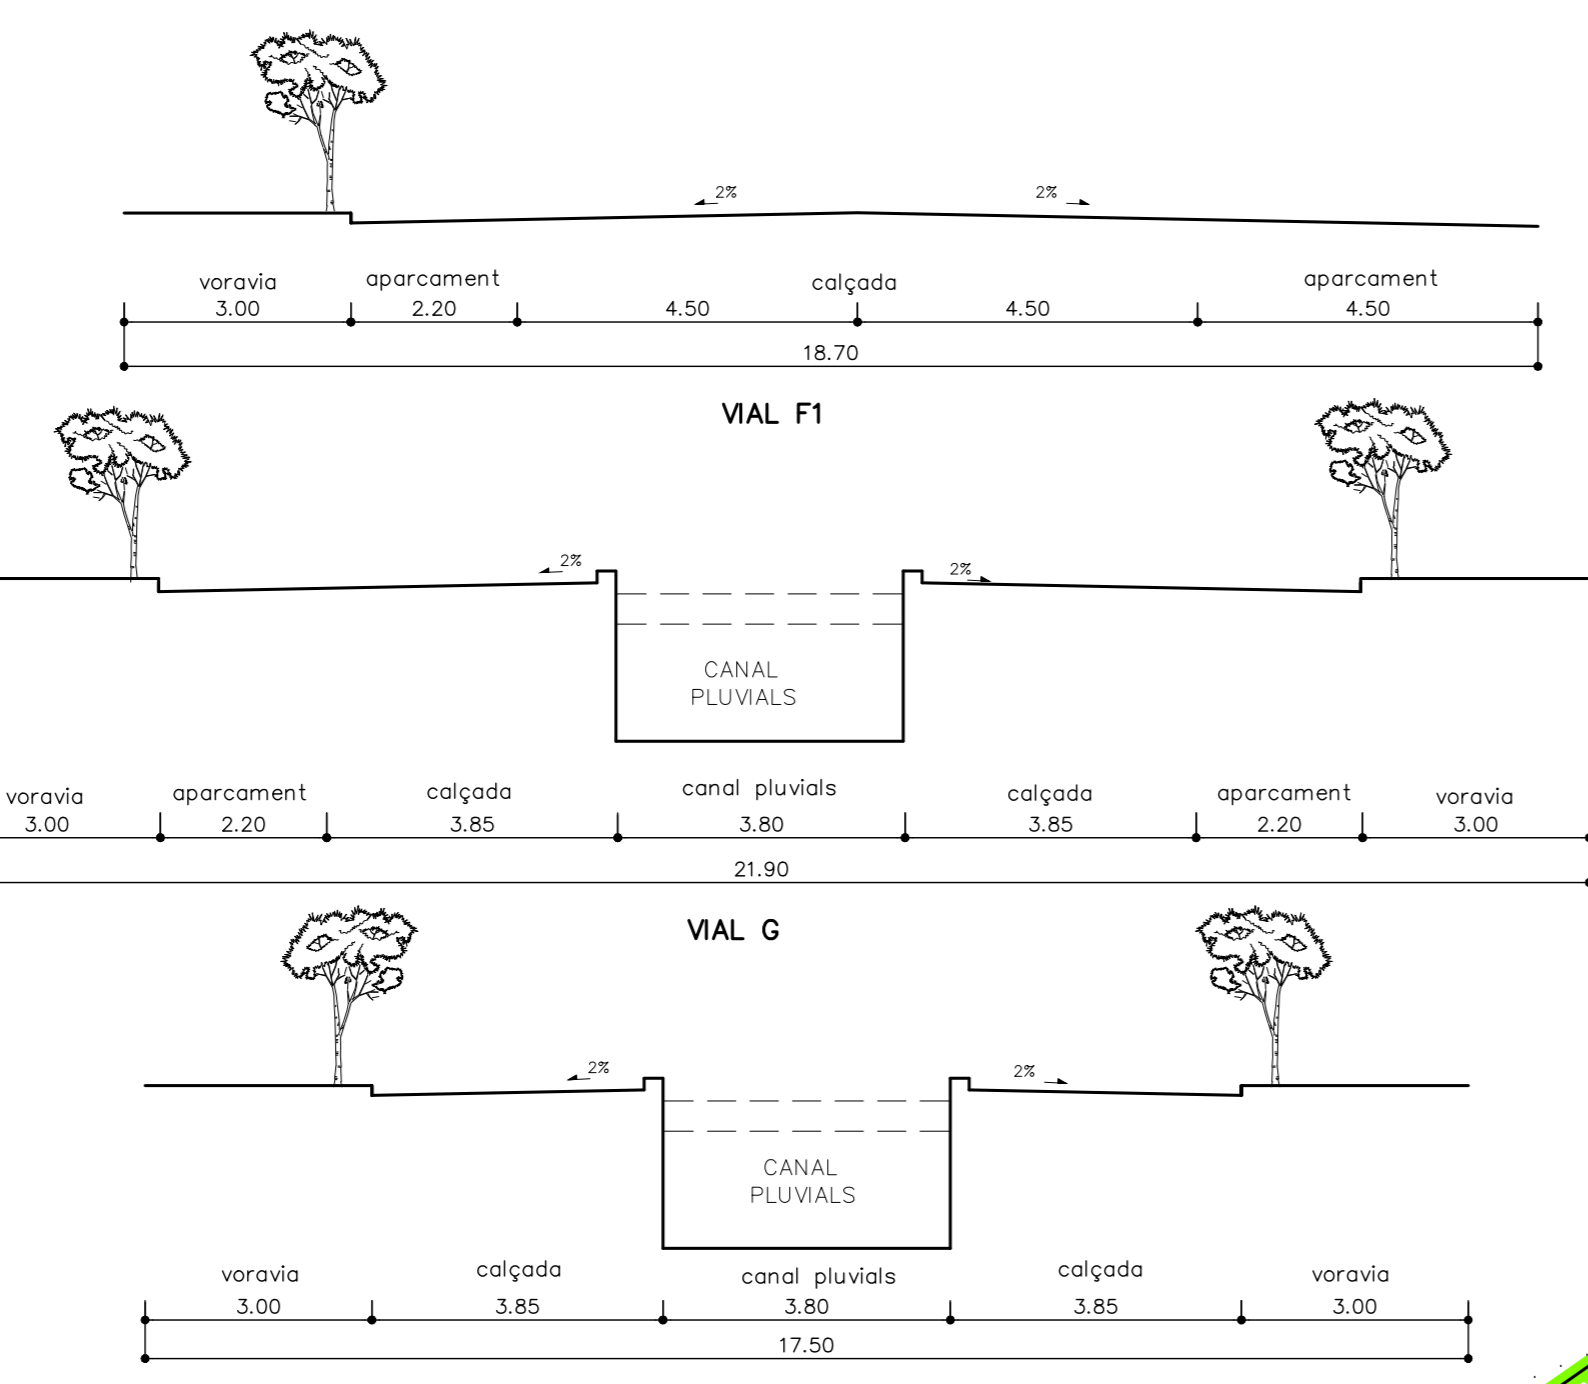 2% 2%
voravia aparcament calçada aparcament
3.00 2.20 4.50 4.50 4.50
18.70
VIAL F1
2% 2%
CANAL
PLUVIALS
voravia aparcament calçada canal pluvials calçada aparcament voravia
3.00 2.20 3.85 3.80 3.85 2.20 3.00
21.90
VIAL G
2% 2%
CANAL
PLUVIALS
voravia calçada canal pluvials calçada voravia
3.00 3.85 3.80 3.85 3.00
17.50